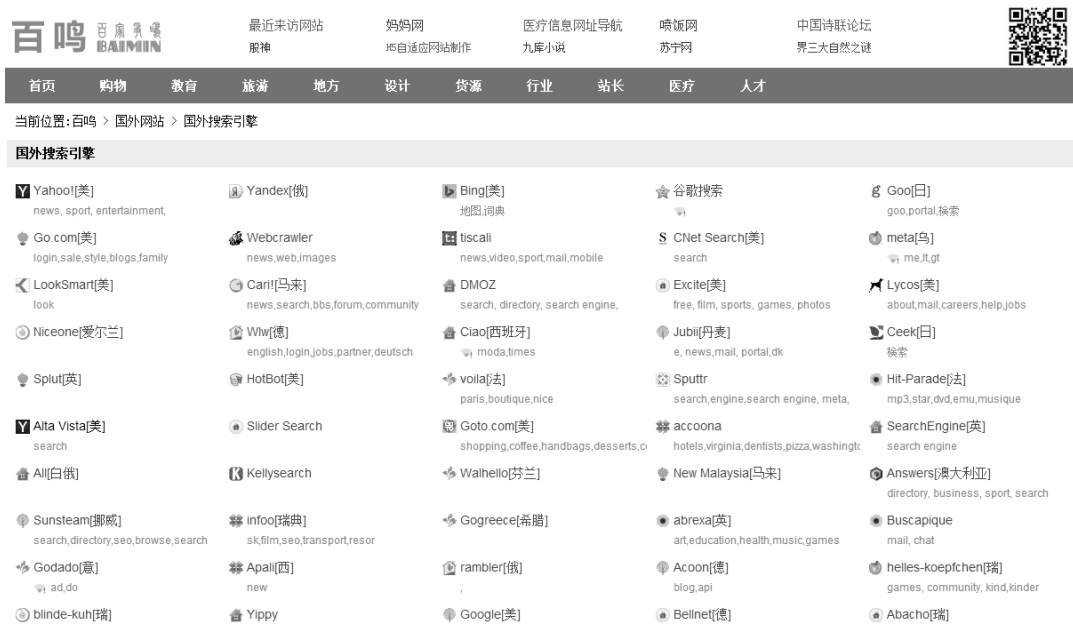 百鸣 百家争鸣 BAIMIN
最近来访网站 妈妈网 医疗信息网址导航 喷饭网 中国诗联论坛
股神 H5自适应网站制作 九库小说 苏宁网 界三大自然之谜
首页 购物 教育 旅游 地方 设计 货源 行业 站长 医疗 人才
当前位置:百鸣 > 国外网站 > 国外搜索引擎
国外搜索引擎
Yahoo![美] Yandex[俄] Bing[美] 谷歌搜索 Goo[日]
news, sport, entertainment, 地图,词典 goo,portal,検索
Go.com[美] Webcrawler tiscali CNet Search[美] meta[乌]
login,sale,style,blogs,family news,web,images news,video,sport,mail,mobile search me,lt,gt
LookSmart[美] Cari![马来] DMOZ Excite[美] Lycos[美]
look news,search,bbs,forum,community search, directory, search engine, free, film, sports, games, photos about,mail,careers,help,jobs
Niceone[爱尔兰] Wlw[德] Ciao[西班牙] Jubii[丹麦] Ceek[日]
english,login,jobs,partner,deutsch moda,times e, news,mail, portal,dk 検索
Splut[英] HotBot[美] voila[法] Sputtr Hit-Parade[法]
paris,boutique,nice search,engine,search engine, meta, mp3,star,dvd,emu,musique
Alta Vista[美] Slider Search Goto.com[美] accoona SearchEngine[英]
search shopping,coffee,handbags,desserts,cc hotels,virginia,dentists,pizza,washingtc search engine
All[白俄] Kellysearch Walhello[芬兰] New Malaysia[马来] Answers[澳大利亚]
directory, business, sport, search
Sunsteam[挪威] infoo[瑞典] Gogreece[希腊] abrexa[英] Buscapique
search,directory,seo,browse,search sk,film,seo,transport,resor art,education,health,music,games mail, chat
Godado[意] Apali[西] rambler[俄] Acoon[德] helles-koepfchen[瑞]
ad,do new , blog,api games, community, kind,kinder
blinde-kuh[瑞] Yippy Google[美] Bellnet[德] Abacho[瑞]